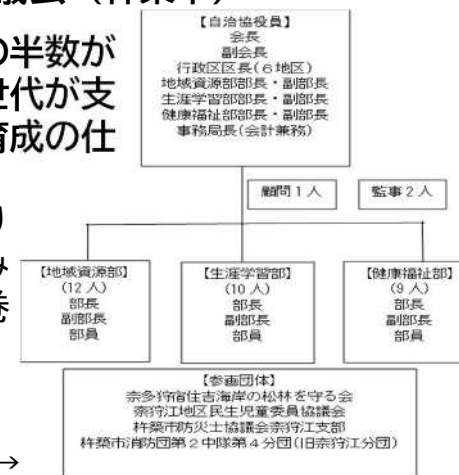 の半数が
世代が支
育成の仕
【自治協役員】
会長
副会長
行政区区長(6地区)
地域資源部部長・副部長
生涯学習部部長・副部長
健康福祉部部長・副部長
事務局長(会計兼務)
顧問1人
監事2人
り
み
巻
【地域資源部】
(12人)
部長
副部長
部員
【生涯学習部】
(10人)
部長
副部長
部員
【健康福祉部】
(9人)
部長
副部長
部員
【参画団体】
奈多狩宿住吉海岸の松林を守る会
奈狩江地区民生児童委員協議会
杵築市防災士協議会奈狩江支部
杵築市消防団第2中隊第4分団(旧奈狩江分団)
→